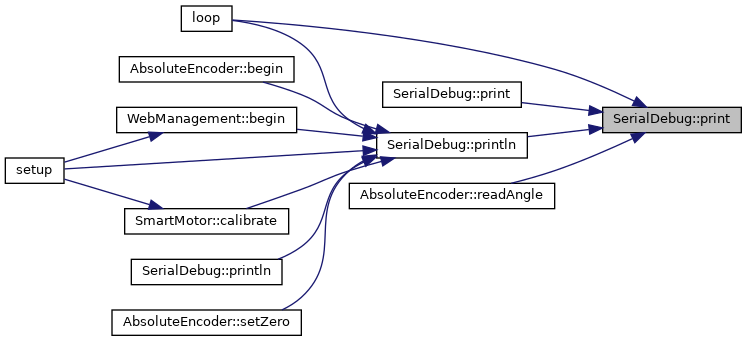 loop
AbsoluteEncoder::begin
SerialDebug::print
WebManagement::begin
SerialDebug::print
SerialDebug::println
setup
AbsoluteEncoder::readAngle
SmartMotor::calibrate
SerialDebug::println
AbsoluteEncoder::setZero